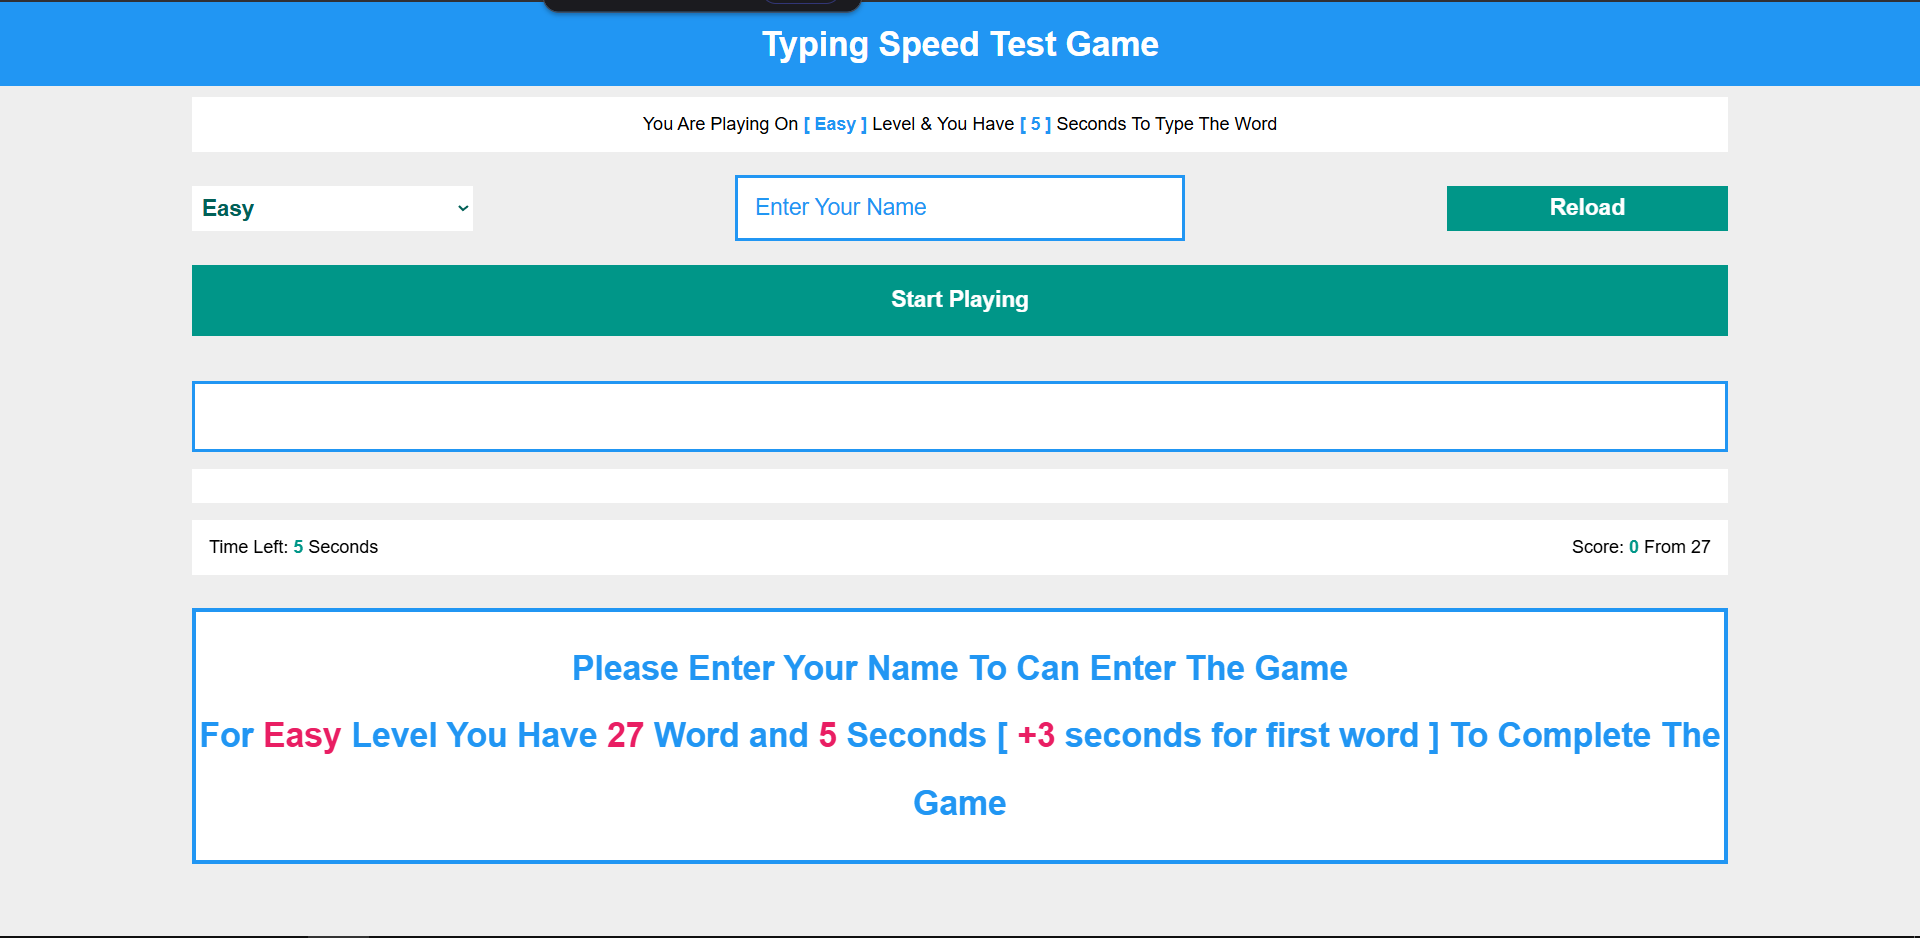 Typing Speed Test Game
You Are Playing On [ Easy ] Level & You Have [ 5 ] Seconds To Type The Word
Easy
Enter Your Name
Reload
Start Playing
Time Left: 5 Seconds
Score: 0 From 27
Please Enter Your Name To Can Enter The Game
For Easy Level You Have 27 Word and 5 Seconds [ +3 seconds for first word ] To Complete The
Game